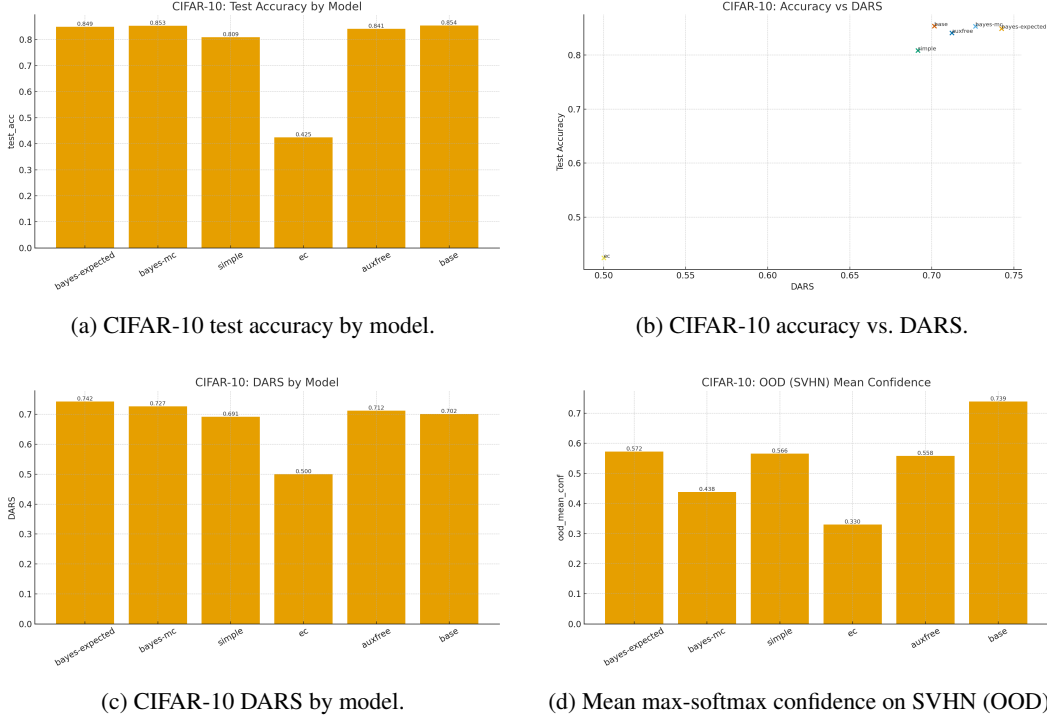 CIFAR-10: Test Accuracy by Model
test_acc
0.0
0.1
0.2
0.3
0.4
0.5
0.6
0.7
0.8
0.849
0.853
0.809
0.425
0.841
0.854
bayes-expected
bayes-mc
simple
ec
auxfree
base
(a) CIFAR-10 test accuracy by model.
CIFAR-10: Accuracy vs DARS
Test Accuracy
0.8
0.7
0.6
0.5
base
bayes-mc
bayes-expected
auxfree
simple
ec
0.50
0.55
0.60
0.65
0.70
0.75
DARS
(b) CIFAR-10 accuracy vs. DARS.
CIFAR-10: DARS by Model
DARS
0.0
0.1
0.2
0.3
0.4
0.5
0.6
0.7
0.742
0.727
0.691
0.500
0.712
0.702
bayes-expected
bayes-mc
simple
ec
auxfree
base
(c) CIFAR-10 DARS by model.
CIFAR-10: OOD (SVHN) Mean Confidence
ood_mean_conf
0.0
0.1
0.2
0.3
0.4
0.5
0.6
0.7
0.572
0.438
0.566
0.330
0.558
0.739
bayes-expected
bayes-mc
simple
ec
auxfree
base
(d) Mean max-softmax confidence on SVHN (OOD)